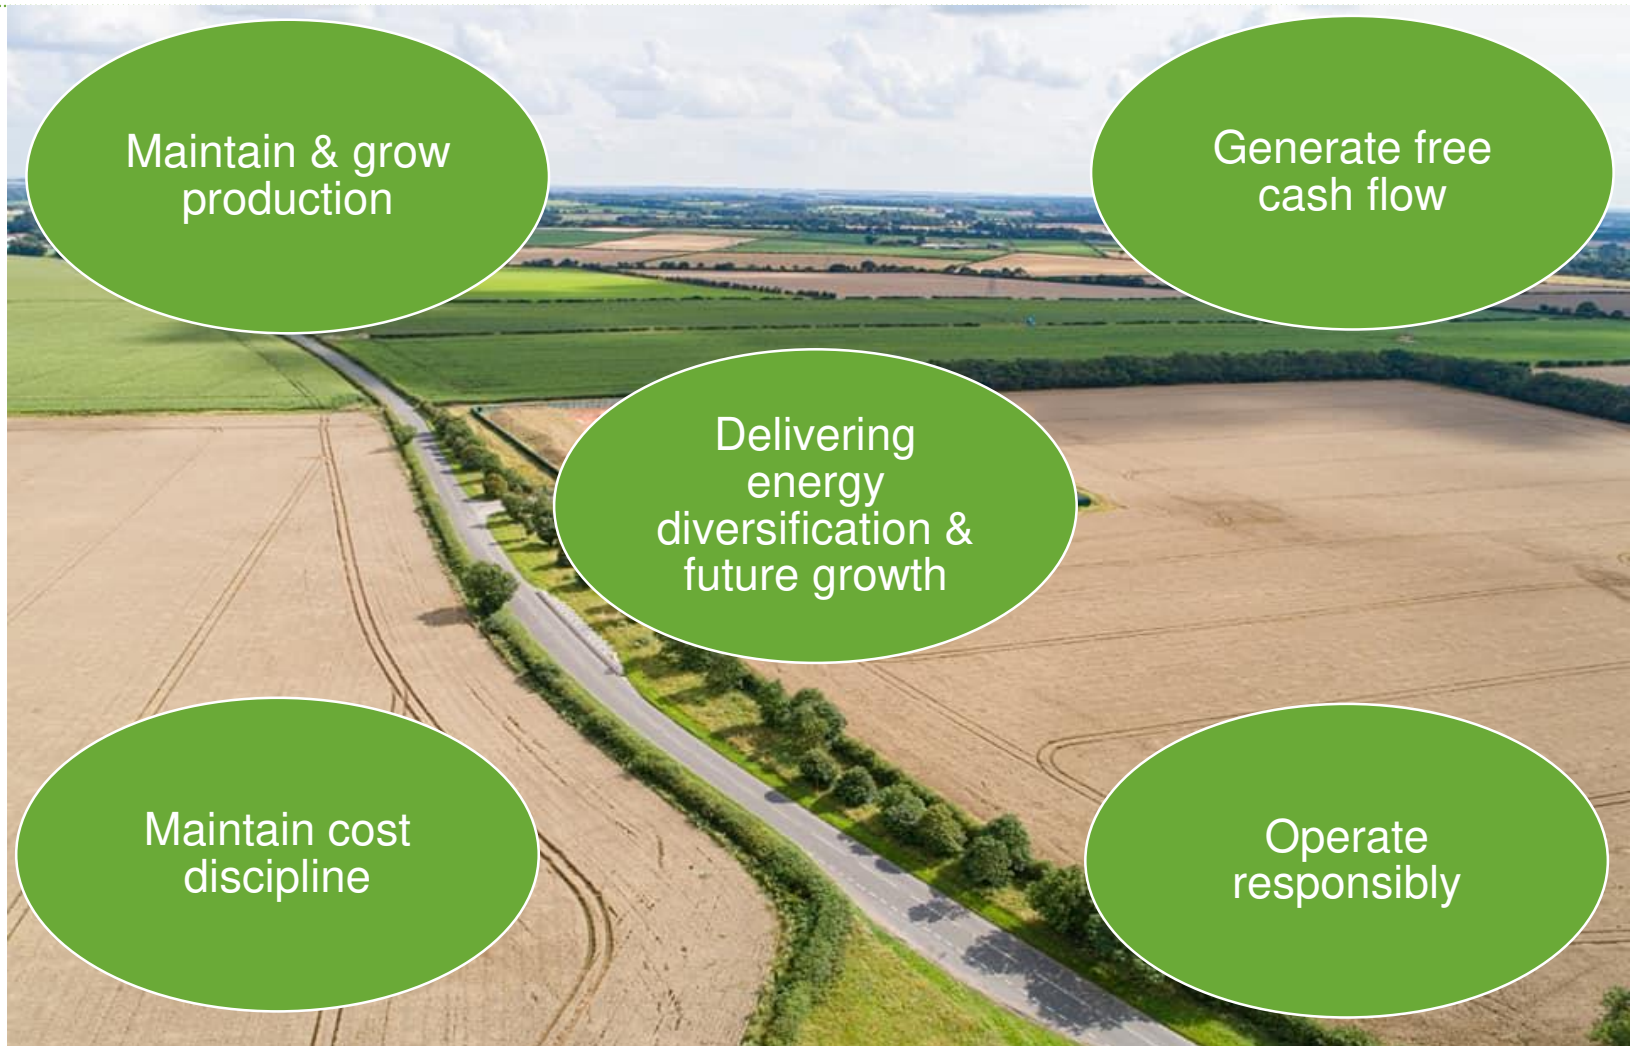 Maintain & grow
production
Generate free
cash flow
Delivering
energy
diversification &
future growth
Maintain cost
discipline
Operate
responsibly